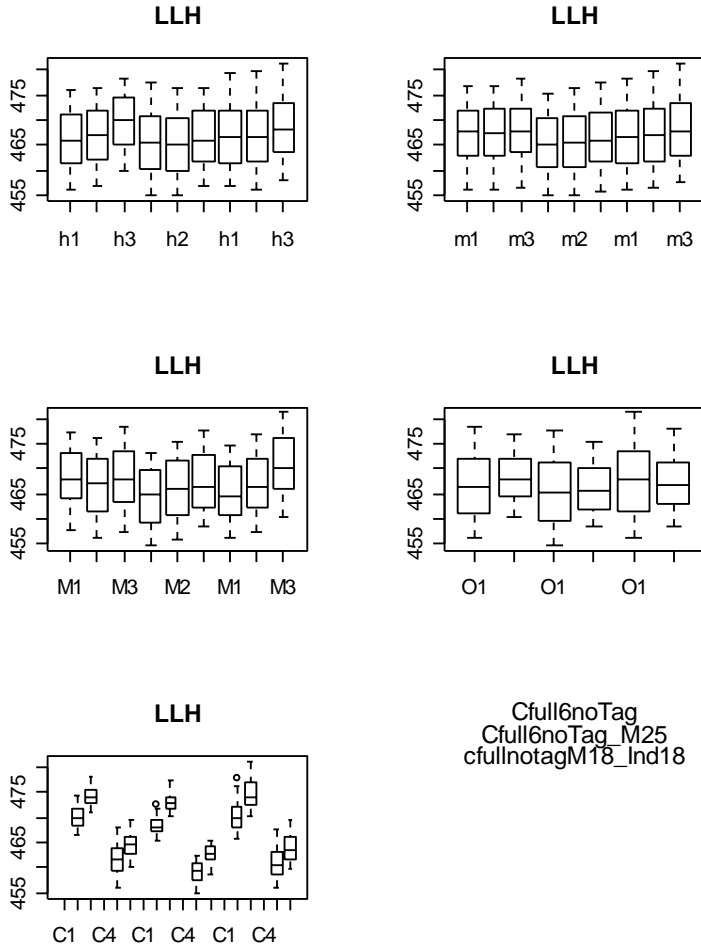 LLH
455 465 475
h1 h3 h2 h1 h3
LLH
455 465 475
m1 m3 m2 m1 m3
LLH
455 465 475
M1 M3 M2 M1 M3
LLH
455 465 475
O1 O1 O1
LLH
455 465 475
C1 C4 C1 C4 C1 C4
Cfull6noTag
Cfull6noTag_M25
cfullnotagM18_Ind18